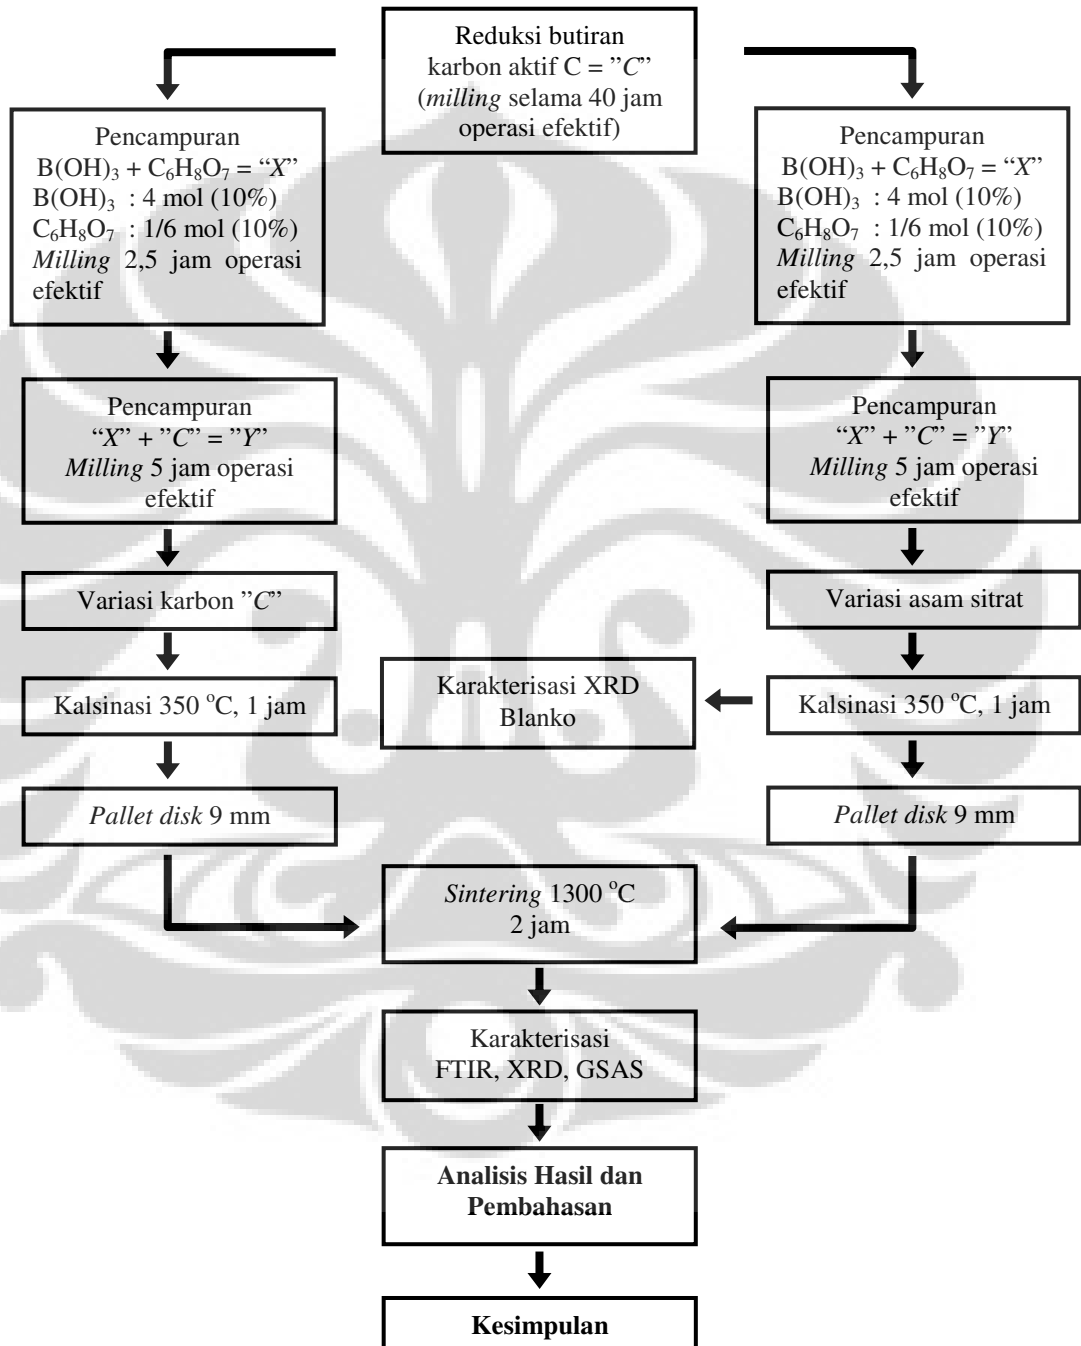 Reduksi butiran
karbon aktif C = ”C”
(milling selama 40 jam
operasi efektif)
Pencampuran
B(OH)₃ + C₆H₈O₇ = “X”
B(OH)₃ : 4 mol (10%)
C₆H₈O₇ : 1/6 mol (10%)
Milling 2,5 jam operasi
efektif
Pencampuran
B(OH)₃ + C₆H₈O₇ = “X”
B(OH)₃ : 4 mol (10%)
C₆H₈O₇ : 1/6 mol (10%)
Milling 2,5 jam operasi
efektif
Pencampuran
“X” + ”C” = ”Y”
Milling 5 jam operasi
efektif
Pencampuran
“X” + ”C” = ”Y”
Milling 5 jam operasi
efektif
Variasi karbon ”C”
Variasi asam sitrat
Kalsinasi 350 °C, 1 jam
Karakterisasi XRD
Blanko
Kalsinasi 350 °C, 1 jam
Pallet disk 9 mm
Pallet disk 9 mm
Sintering 1300 °C
2 jam
Karakterisasi
FTIR, XRD, GSAS
Analisis Hasil dan
Pembahasan
Kesimpulan